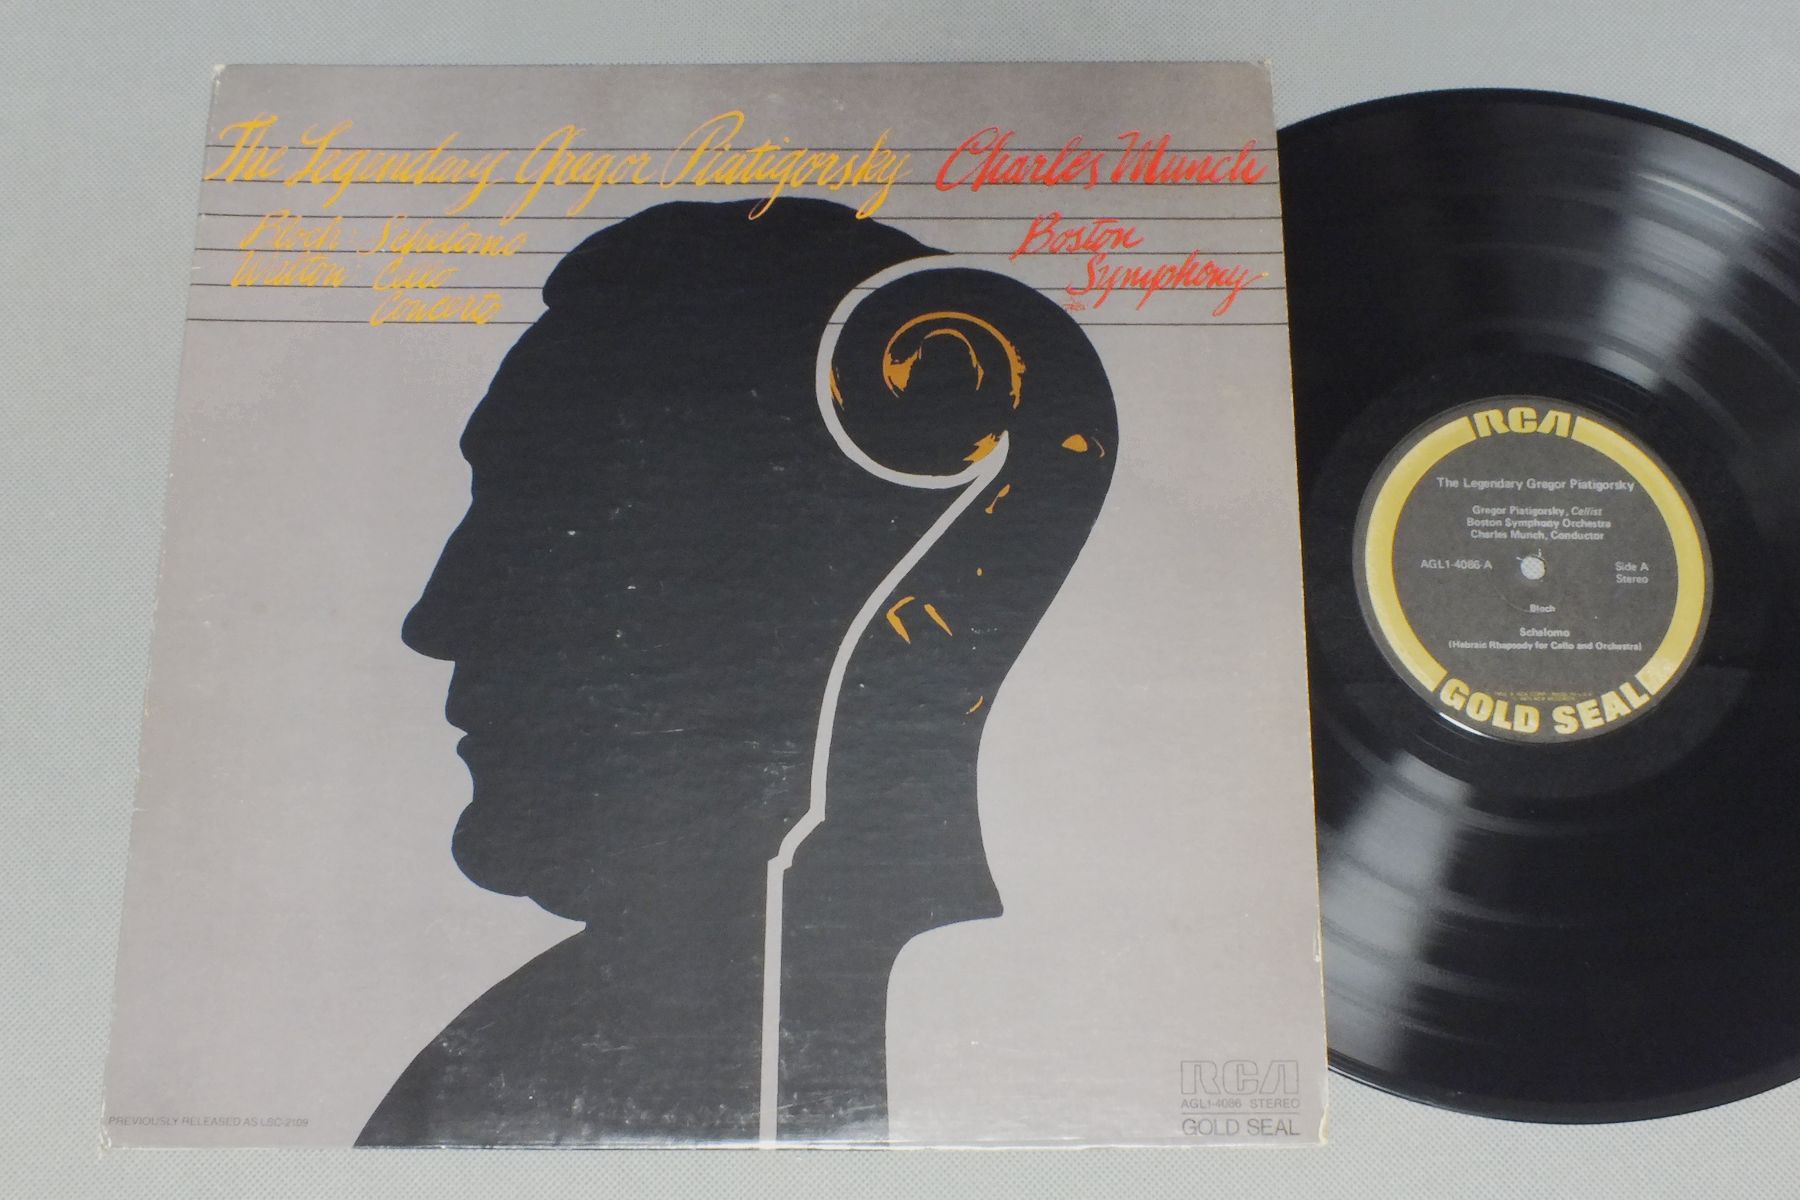 The Legendary Gregor Piatigorsky
Charles Munch
Bloch: Schelomo
Walton: Cello
Concerto
Boston
Symphony
PREVIOUSLY RELEASED AS LSC-2109
RCA
AGL1-4086 STEREO
GOLD SEAL
RCA
The Legendary Gregor Piatigorsky
Gregor Piatigorsky, Cellist
Boston Symphony Orchestra
Charles Munch, Conductor
AGL1-4086-A
Side A
Stereo
Bloch
Schelomo
(Hebraic Rhapsody for Cello and Orchestra)
GOLD SEAL